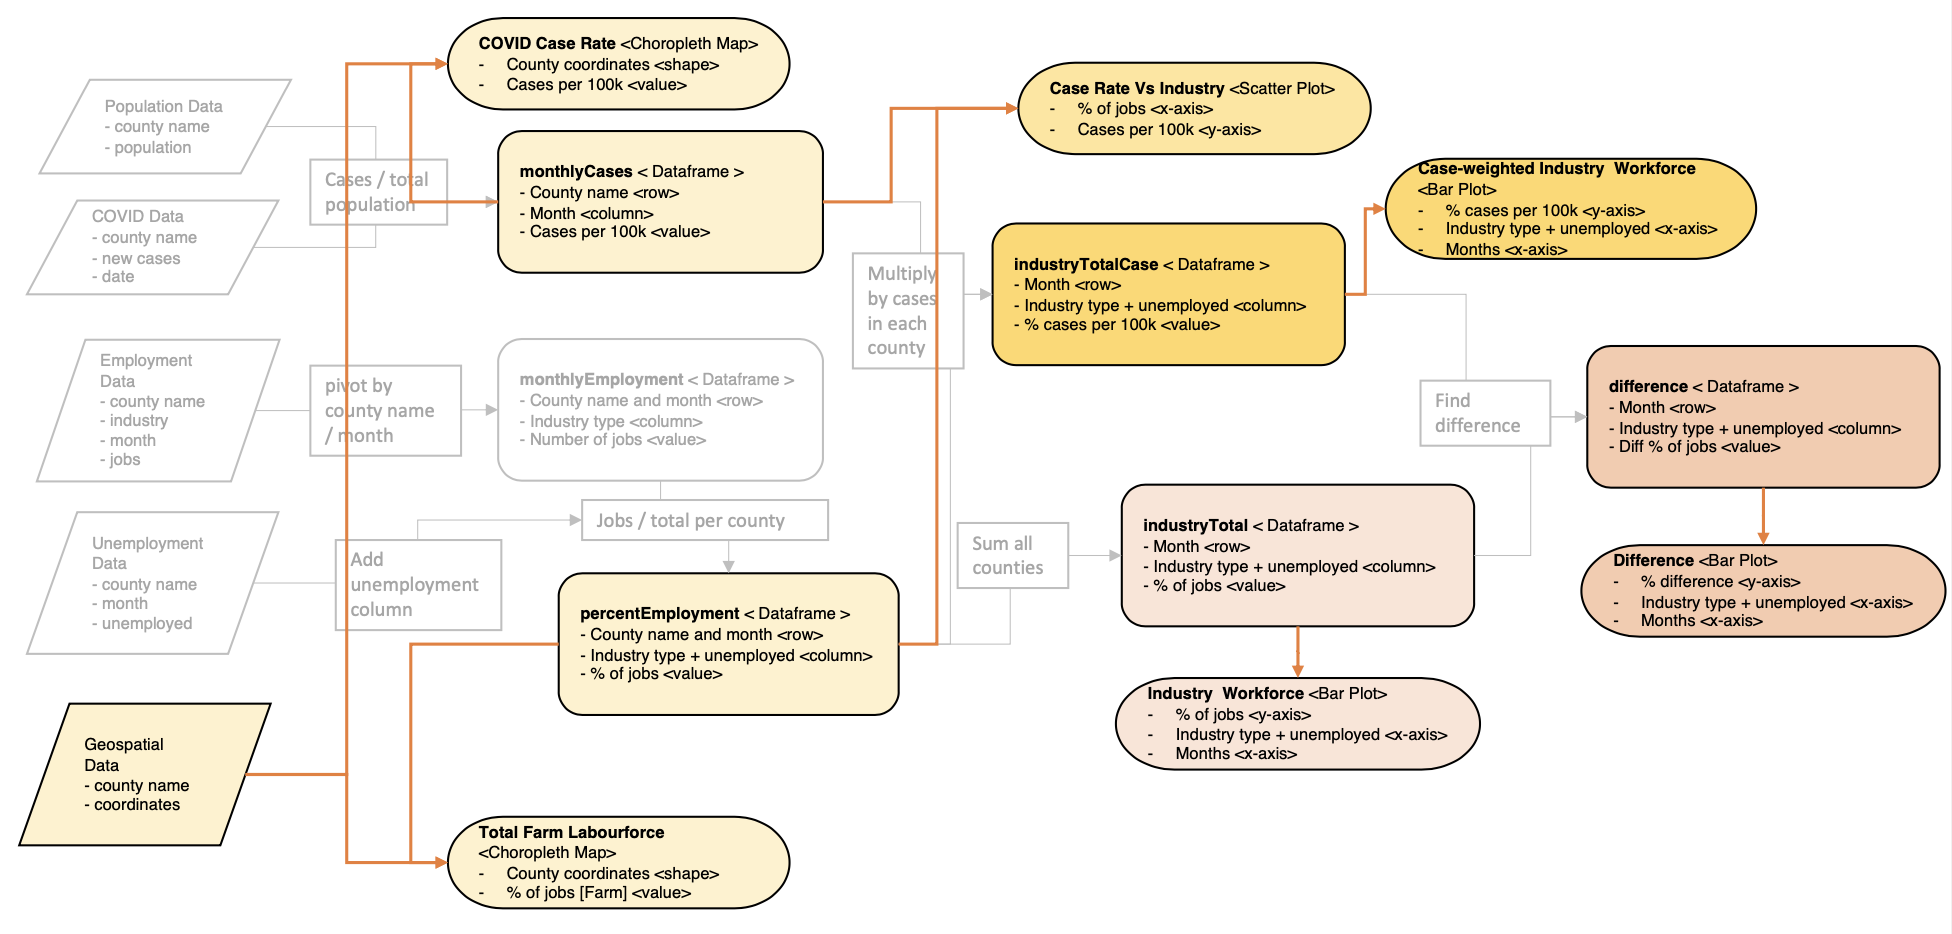 COVID Case Rate <Choropleth Map>
- County coordinates <shape>
- Cases per 100k <value>
Population Data
- county name
- population
Cases / total
population
COVID Data
- county name
- new cases
- date
monthlyCases < Dataframe >
- County name <row>
- Month <column>
- Cases per 100k <value>
Case Rate Vs Industry <Scatter Plot>
- % of jobs <x-axis>
- Cases per 100k <y-axis>
Case-weighted Industry Workforce
<Bar Plot>
- % cases per 100k <y-axis>
- Industry type + unemployed <x-axis>
- Months <x-axis>
Multiply
by cases
in each
county
industryTotalCase < Dataframe >
- Month <row>
- Industry type + unemployed <column>
- % cases per 100k <value>
Employment
Data
- county name
- industry
- month
- jobs
pivot by
county name
/ month
monthlyEmployment < Dataframe >
- County name and month <row>
- Industry type <column>
- Number of jobs <value>
Find
difference
difference < Dataframe >
- Month <row>
- Industry type + unemployed <column>
- Diff % of jobs <value>
Unemployment
Data
- county name
- month
- unemployed
Add
unemployment
column
Jobs / total per county
percentEmployment < Dataframe >
- County name and month <row>
- Industry type + unemployed <column>
- % of jobs <value>
Sum all
counties
industryTotal < Dataframe >
- Month <row>
- Industry type + unemployed <column>
- % of jobs <value>
Difference <Bar Plot>
- % difference <y-axis>
- Industry type + unemployed <x-axis>
- Months <x-axis>
Industry Workforce <Bar Plot>
- % of jobs <y-axis>
- Industry type + unemployed <x-axis>
- Months <x-axis>
Geospatial
Data
- county name
- coordinates
Total Farm Labourforce
<Choropleth Map>
- County coordinates <shape>
- % of jobs [Farm] <value>